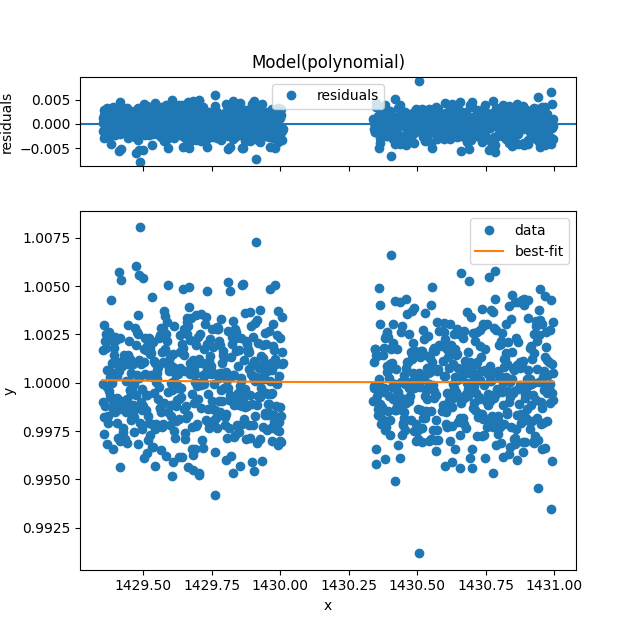 Model(polynomial)
residuals
0.005
0.000
−0.005
residuals
data
best-fit
1.0075
1.0050
1.0025
1.0000
0.9975
0.9950
0.9925
y
1429.50 1429.75 1430.00 1430.25 1430.50 1430.75 1431.00
x